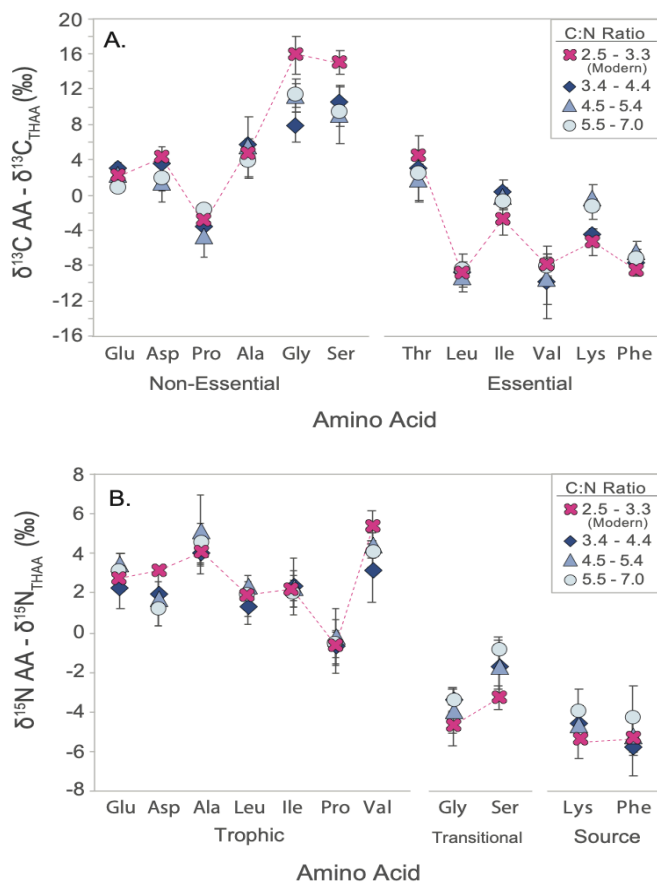 A.
δ¹³C AA - δ¹³C_THAA (‰)
20
16
12
8
4
0
-4
-8
-12
-16
C:N Ratio
2.5 - 3.3
(Modern)
3.4 - 4.4
4.5 - 5.4
5.5 - 7.0
Glu Asp Pro Ala Gly Ser Thr Leu Ile Val Lys Phe
Non-Essential Essential
Amino Acid
B.
δ¹⁵N AA - δ¹⁵N_THAA (‰)
8
6
4
2
0
-2
-4
-6
-8
C:N Ratio
2.5 - 3.3
(Modern)
3.4 - 4.4
4.5 - 5.4
5.5 - 7.0
Glu Asp Ala Leu Ile Pro Val Gly Ser Lys Phe
Trophic Transitional Source
Amino Acid